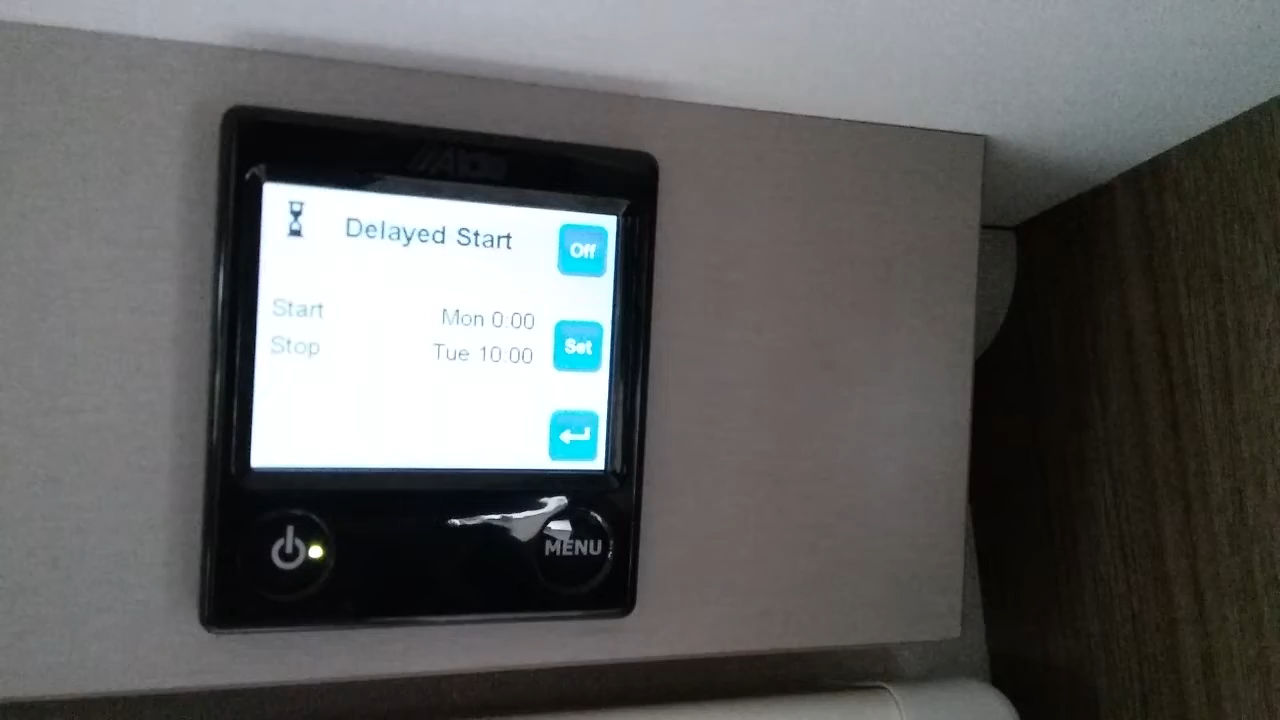 Delayed Start
Off
Start Mon 0:00
Set
Stop Tue 10:00
MENU